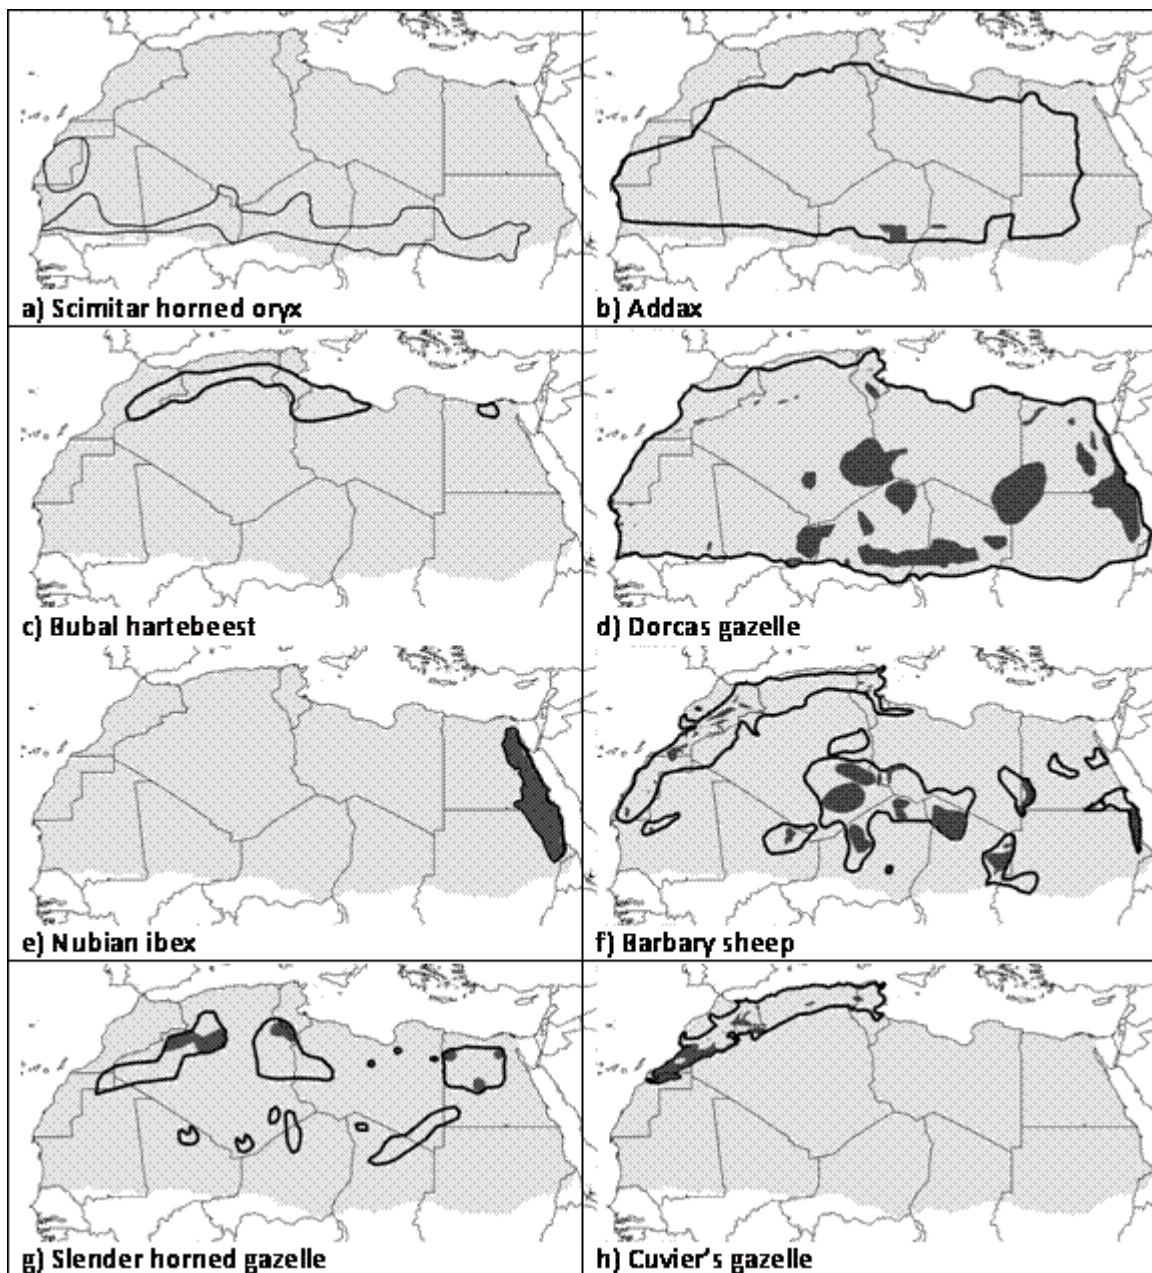 a) Scimitar horned oryx
b) Addax
c) Bubal hartebeest
d) Dorcas gazelle
e) Nubian ibex
f) Barbary sheep
g) Slender horned gazelle
h) Cuvier's gazelle